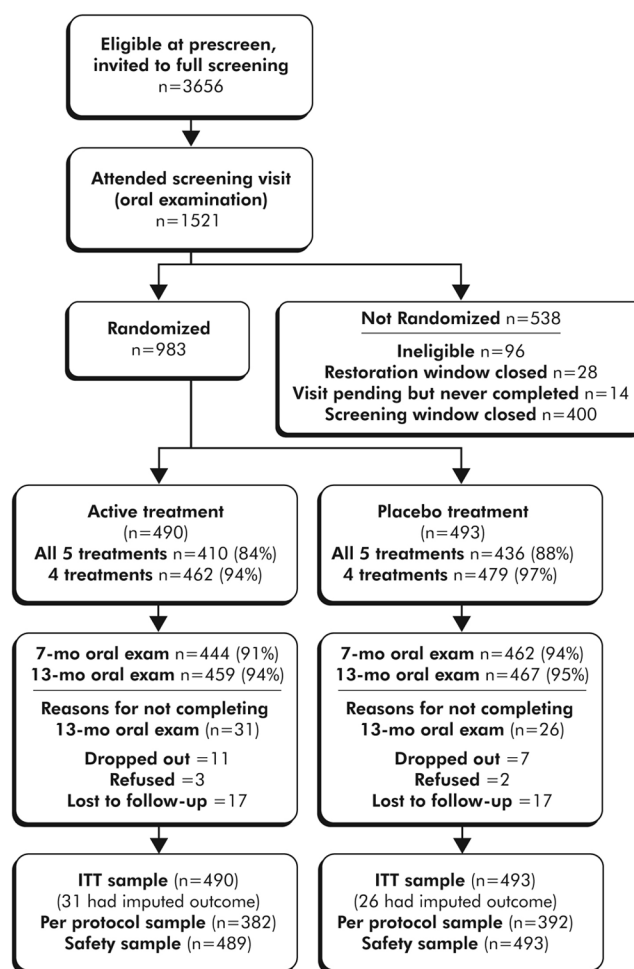 Eligible at prescreen,
invited to full screening
n=3656
Attended screening visit
(oral examination)
n=1521
Randomized
n=983
Not Randomized n=538
Ineligible n=96
Restoration window closed n=28
Visit pending but never completed n=14
Screening window closed n=400
Active treatment
(n=490)
All 5 treatments n=410 (84%)
4 treatments n=462 (94%)
Placebo treatment
(n=493)
All 5 treatments n=436 (88%)
4 treatments n=479 (97%)
7-mo oral exam n=444 (91%)
13-mo oral exam n=459 (94%)
Reasons for not completing
13-mo oral exam (n=31)
Dropped out =11
Refused =3
Lost to follow-up =17
7-mo oral exam n=462 (94%)
13-mo oral exam n=467 (95%)
Reasons for not completing
13-mo oral exam (n=26)
Dropped out =7
Refused =2
Lost to follow-up =17
ITT sample (n=490)
(31 had imputed outcome)
Per protocol sample (n=382)
Safety sample (n=489)
ITT sample (n=493)
(26 had imputed outcome)
Per protocol sample (n=392)
Safety sample (n=493)